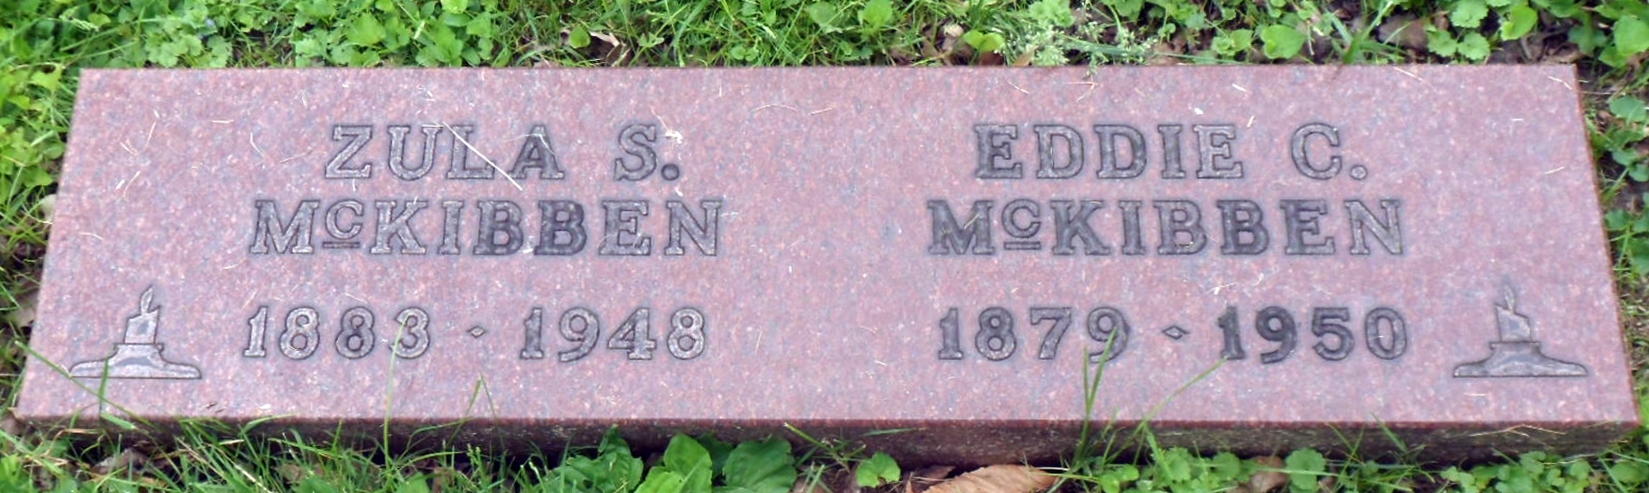 ZULA S.
McKIBBEN
1883 · 1948
EDDIE C.
McKIBBEN
1879 · 1950